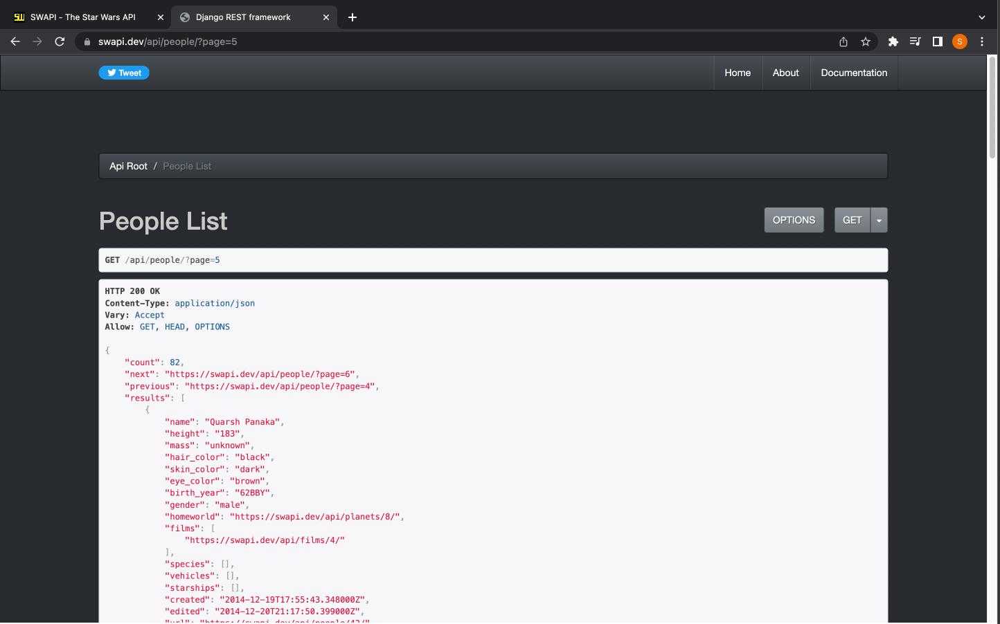 SWAPI - The Star Wars API
Django REST framework
swapi.dev/api/people/?page=5
S
Tweet
Home
About
Documentation
Api Root / People List
People List
OPTIONS
GET
GET /api/people/?page=5
HTTP 200 OK
Content-Type: application/json
Vary: Accept
Allow: GET, HEAD, OPTIONS
{
"count": 82,
"next": "https://swapi.dev/api/people/?page=6",
"previous": "https://swapi.dev/api/people/?page=4",
"results": [
{
"name": "Quarsh Panaka",
"height": "183",
"mass": "unknown",
"hair_color": "black",
"skin_color": "dark",
"eye_color": "brown",
"birth_year": "62BBY",
"gender": "male",
"homeworld": "https://swapi.dev/api/planets/8/",
"films": [
"https://swapi.dev/api/films/4/"
],
"species": [],
"vehicles": [],
"starships": [],
"created": "2014-12-19T17:55:43.348000Z",
"edited": "2014-12-20T21:17:50.399000Z",